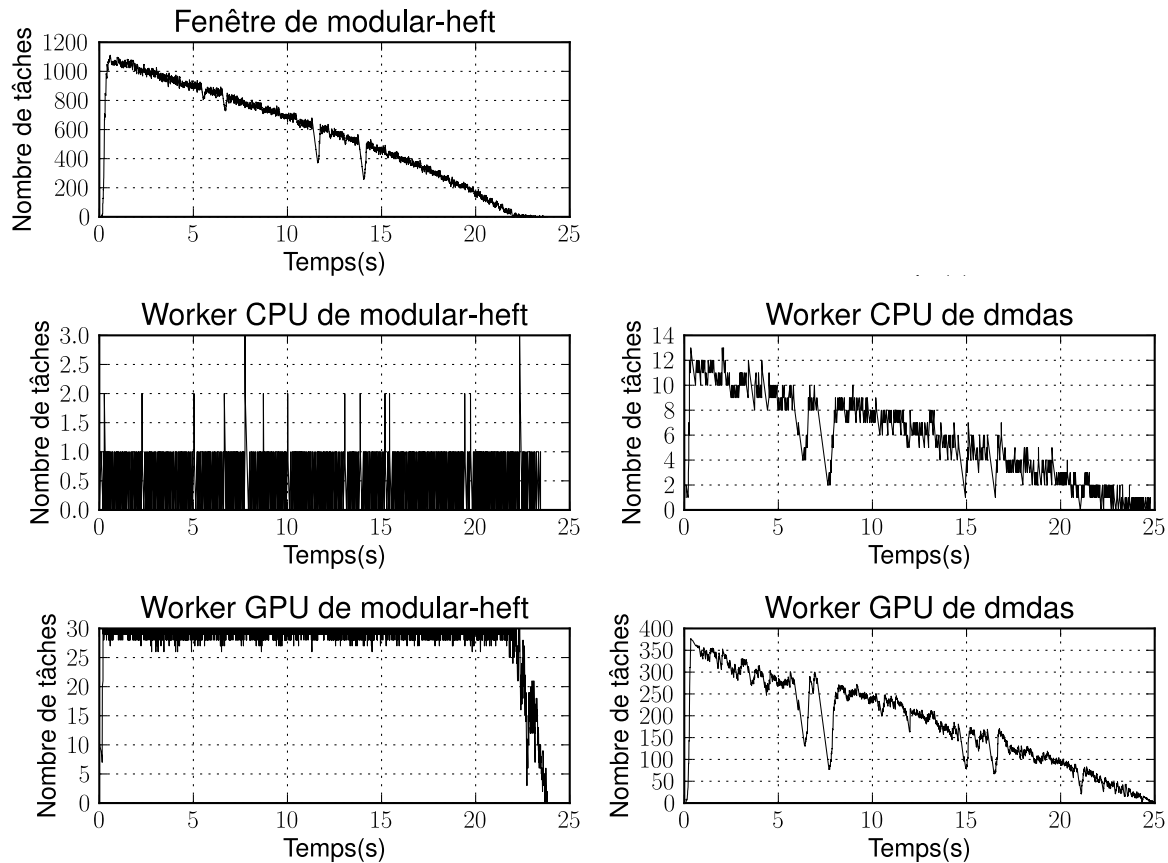 Fenêtre de modular-heft
Nombre de tâches
1200
1000
800
600
400
200
0
0 5 10 15 20 25
Temps(s)
Worker CPU de modular-heft
Nombre de tâches
3.0
2.5
2.0
1.5
1.0
0.5
0.0
0 5 10 15 20 25
Temps(s)
Worker CPU de dmdas
Nombre de tâches
14
12
10
8
6
4
2
0
0 5 10 15 20 25
Temps(s)
Worker GPU de modular-heft
Nombre de tâches
30
25
20
15
10
5
0
0 5 10 15 20 25
Temps(s)
Worker GPU de dmdas
Nombre de tâches
400
350
300
250
200
150
100
50
0
0 5 10 15 20 25
Temps(s)